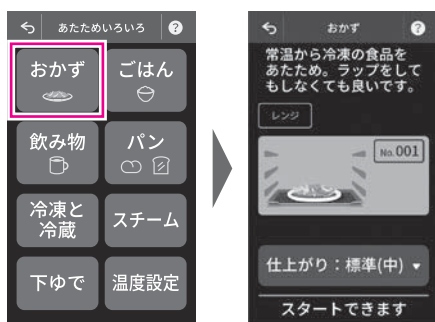 あたためいろいろ ?
おかず ごはん
飲み物 パン
冷凍と
冷蔵
スチーム
下ゆで 温度設定
おかず ?
常温から冷凍の食品を
あたため。ラップをして
もしなくても良いです。
レンジ
No.001
仕上がり：標準(中) ▼
スタートできます